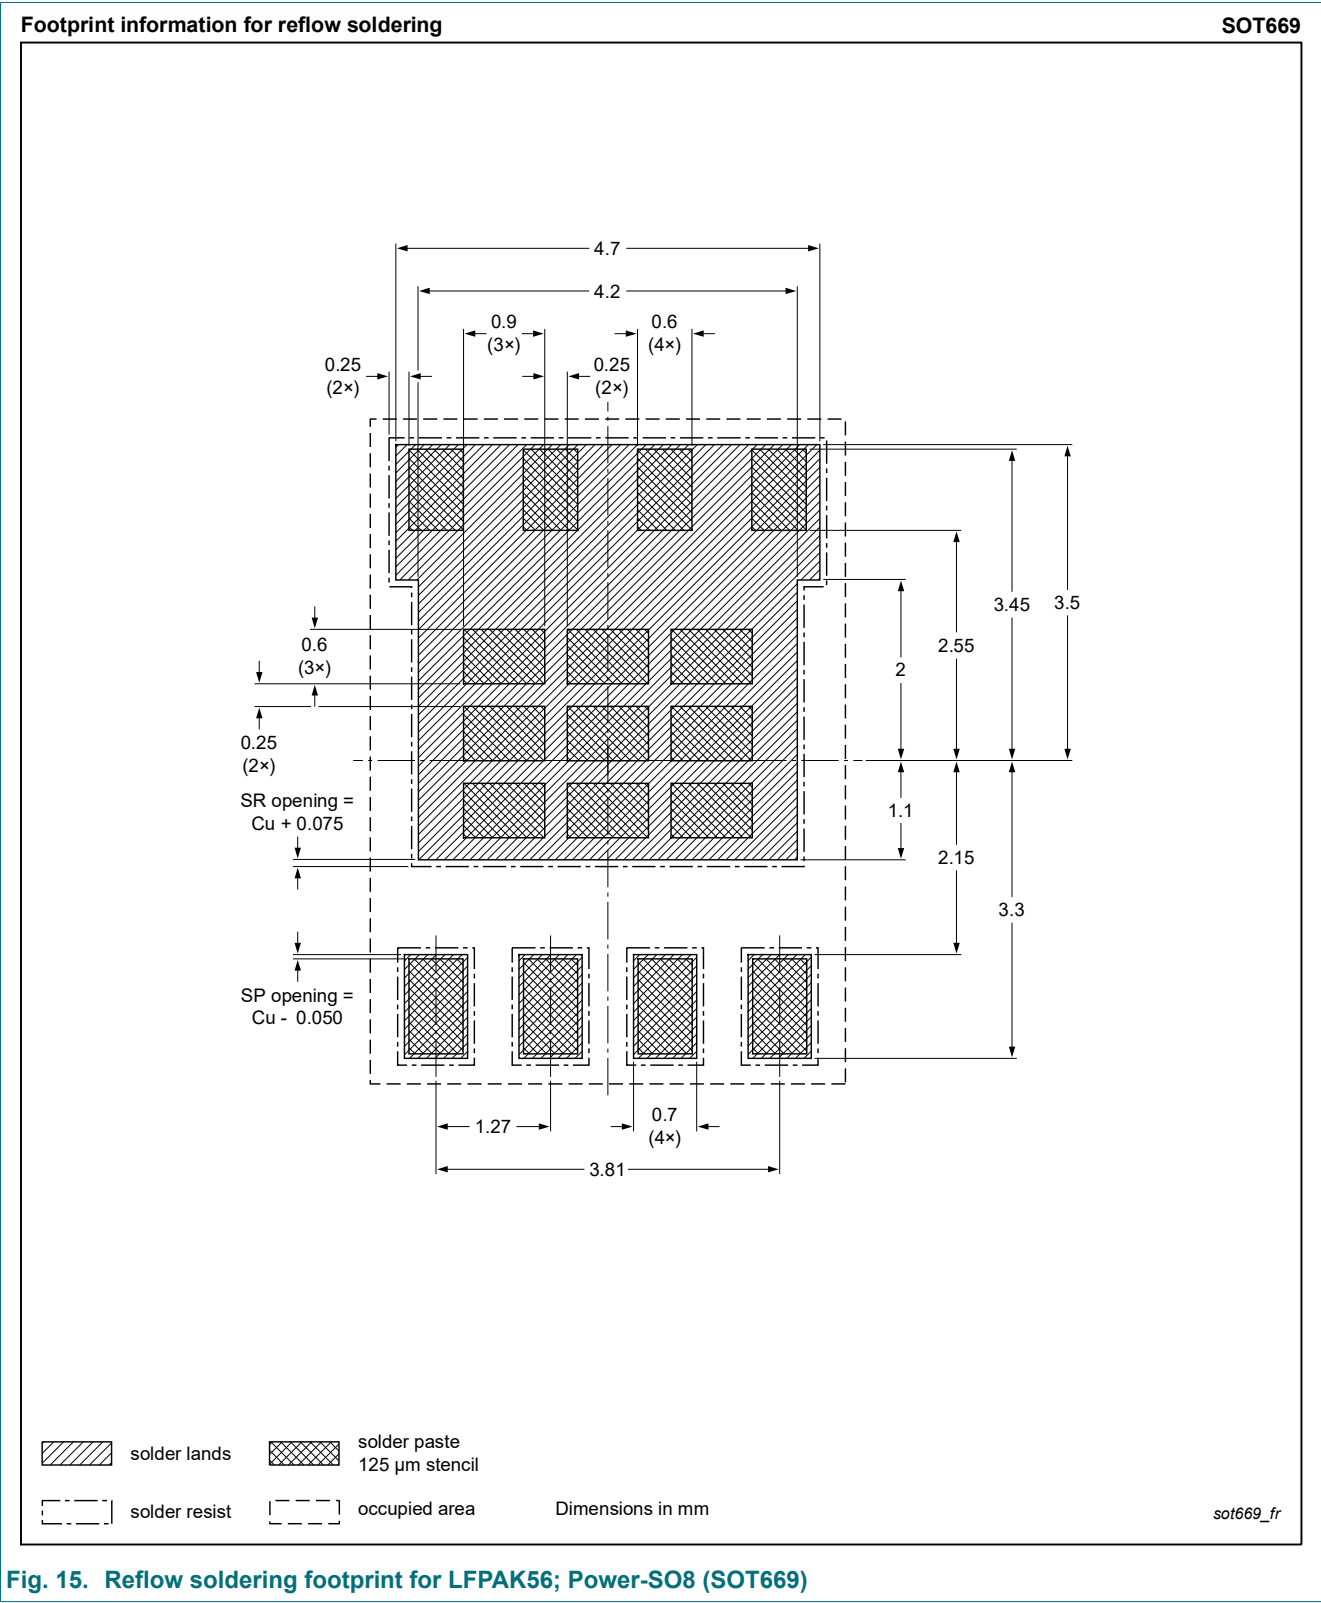 Footprint information for reflow soldering
SOT669
4.7
4.2
0.9
(3×)
0.6
(4×)
0.25
(2×)
0.25
(2×)
3.45
3.5
2.55
2
0.6
(3×)
0.25
(2×)
SR opening =
Cu + 0.075
1.1
2.15
3.3
SP opening =
Cu - 0.050
1.27
0.7
(4×)
3.81
solder lands
solder paste
125 µm stencil
solder resist
occupied area
Dimensions in mm
sot669_fr
Fig. 15. Reflow soldering footprint for LFPAK56; Power-SO8 (SOT669)